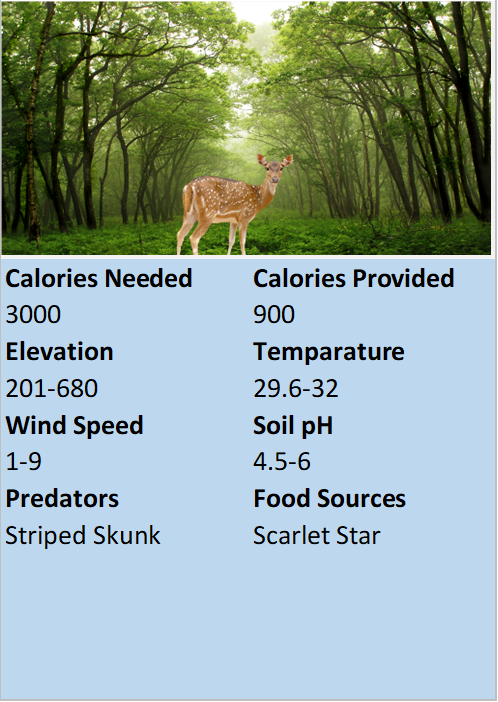 Calories Needed Calories Provided
3000 900
Elevation Temparature
201-680 29.6-32
Wind Speed Soil pH
1-9 4.5-6
Predators Food Sources
Striped Skunk Scarlet Star